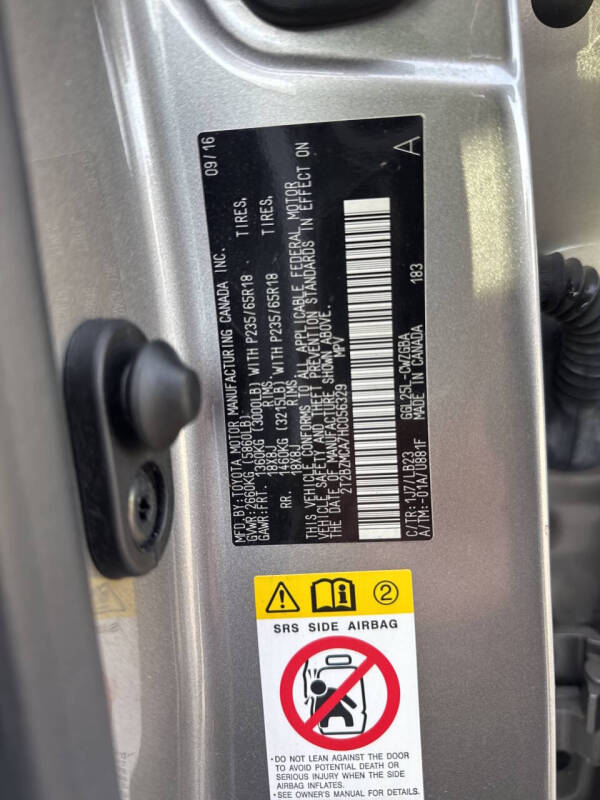 MFD.BY:TOYOTA MOTOR MANUFACTURING CANADA INC. 09/16
GVWR:2660KG (5860LB)
GAWR:FRT. 1360KG (3000LB) WITH P235/65R18 TIRES,
18X8J RIMS,
RR. 1460KG (3215LB) WITH P235/65R18 TIRES,
18X8J RIMS
THIS VEHICLE CONFORMS TO ALL APPLICABLE FEDERAL MOTOR
VEHICLE SAFETY AND THEFT PREVENTION STANDARDS IN EFFECT ON
THE DATE OF MANUFACTURE SHOWN ABOVE.
2T2BZMCA7HC056329 MPV
C/TR:1J7/LB23 GGL25L-CWZGBA A
A/TM:-01A/U881F MADE IN CANADA 183
2
SRS SIDE AIRBAG
•DO NOT LEAN AGAINST THE DOOR
TO AVOID POTENTIAL DEATH OR
SERIOUS INJURY WHEN THE SIDE
AIRBAG INFLATES.
•SEE OWNER'S MANUAL FOR DETAILS.